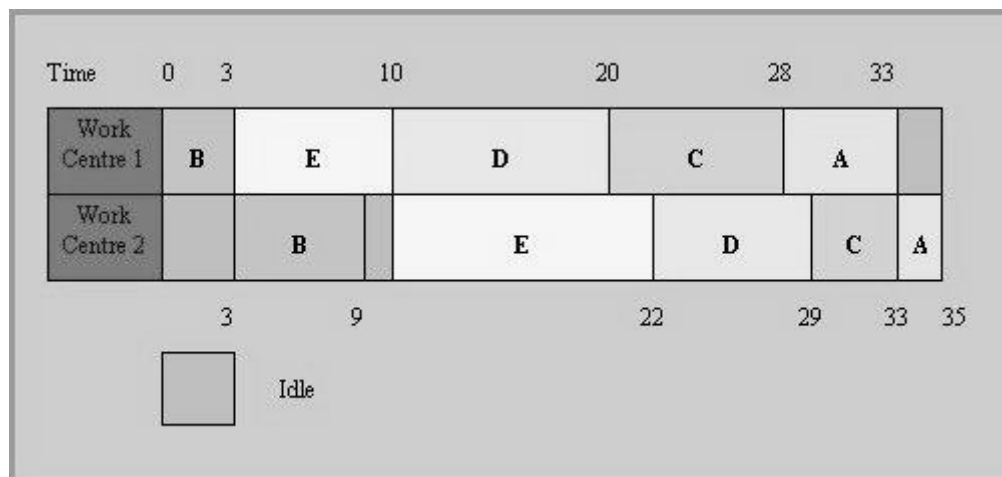 Time 0 3 10 20 28 33
Work
Centre 1 B E D C A
Work
Centre 2 B E D C A
3 9 22 29 33 35
Idle